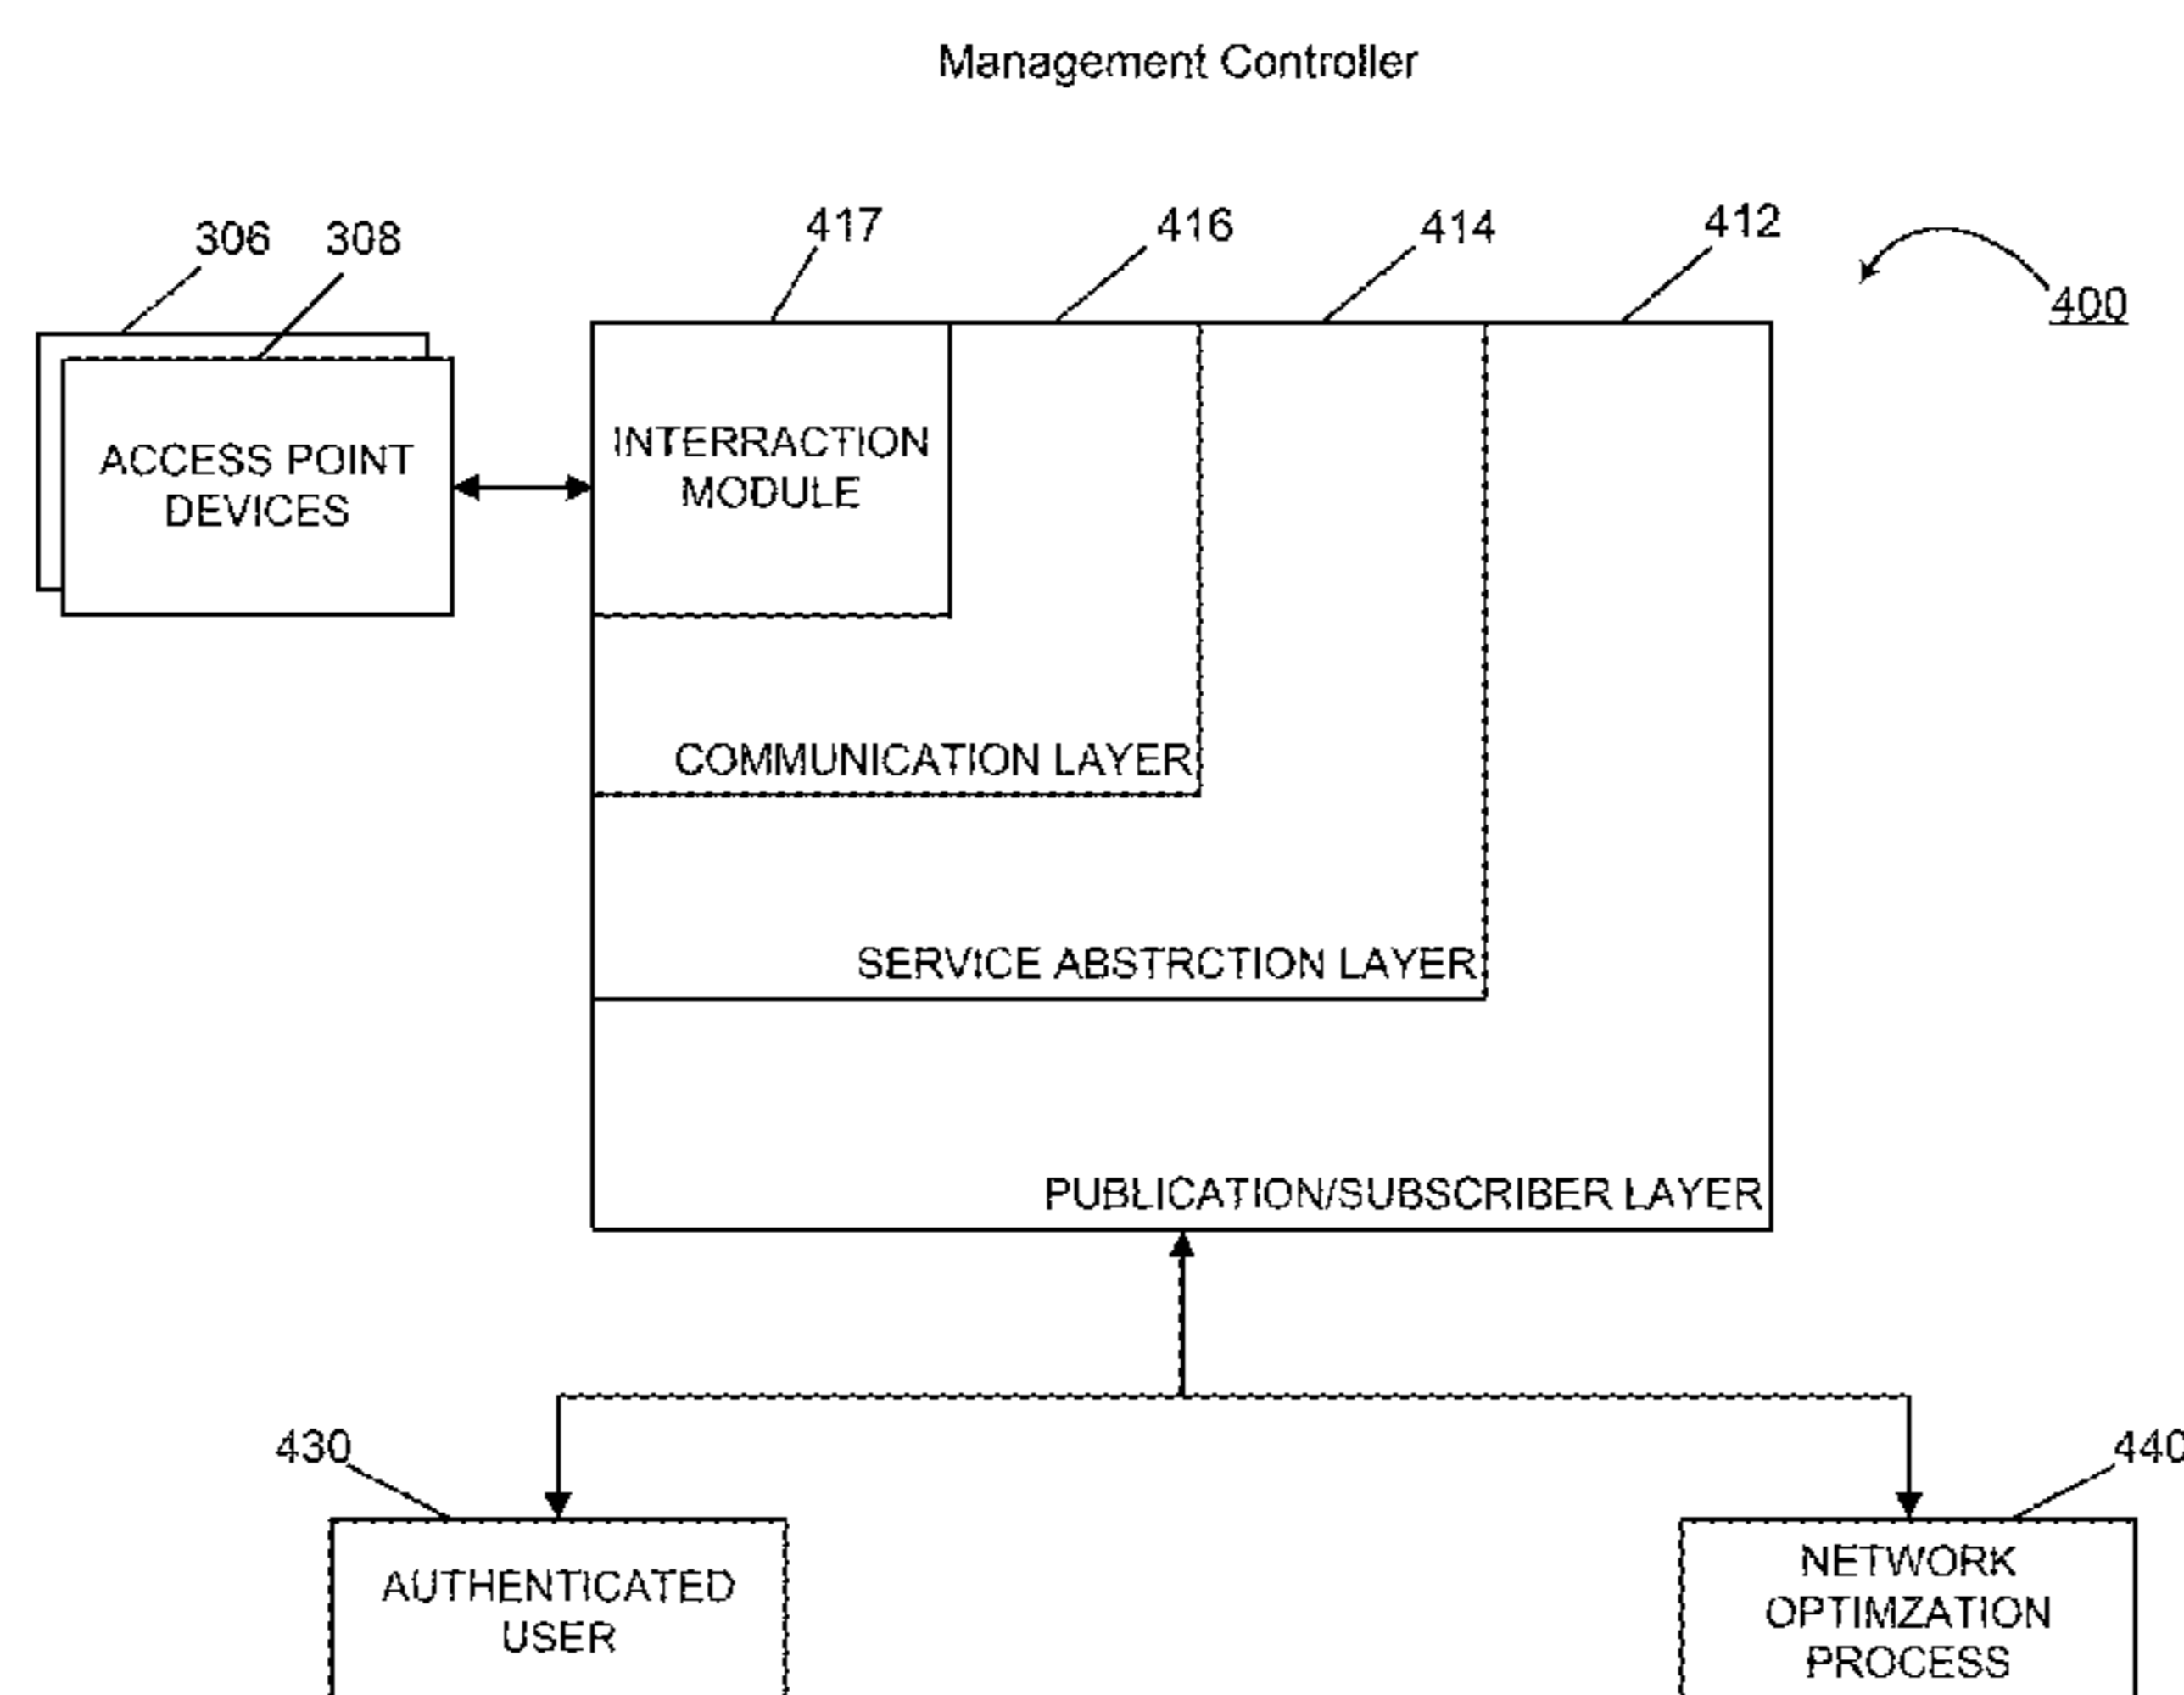 Management Controller
306 308 417 416 414 412
400
ACCESS POINT
DEVICES
INTERRACTION
MODULE
COMMUNICATION LAYER
SERVICE ABSTRCTION LAYER
PUBLICATION/SUBSCRIBER LAYER
430
440
AUTHENTICATED
USER
NETWORK
OPTIMZATION
PROCESS